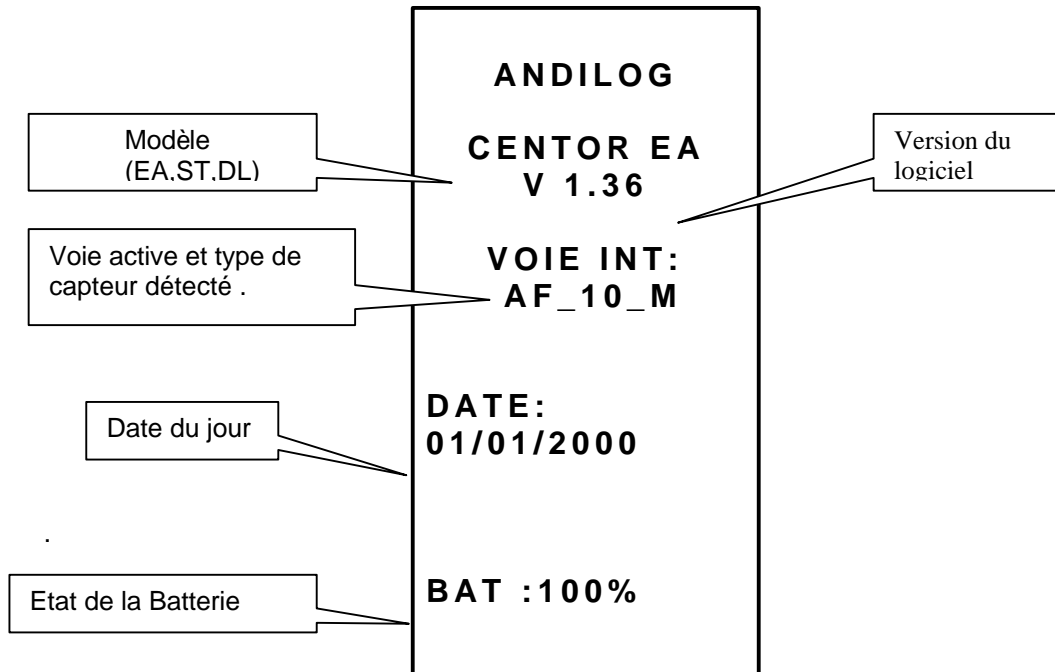 ANDILOG
Modèle
(EA,ST,DL)
CENTOR EA
V 1.36
Version du
logiciel
Voie active et type de
capteur détecté .
VOIE INT:
AF_10_M
Date du jour
DATE:
01/01/2000
.
Etat de la Batterie
BAT :100%